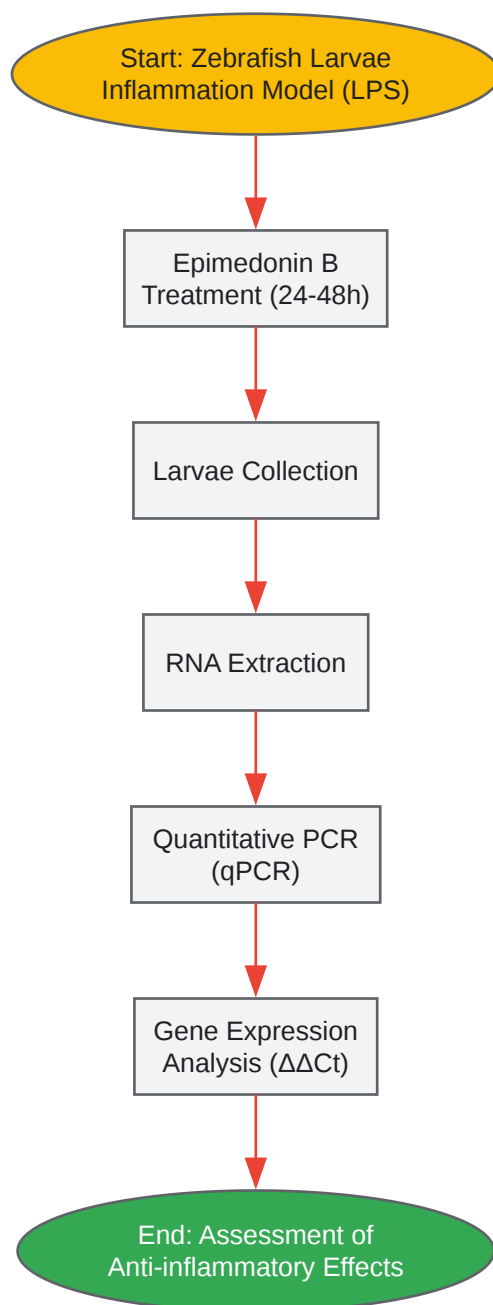 Start: Zebrafish Larvae
Inflammation Model (LPS)
Epimedonin B
Treatment (24-48h)
Larvae Collection
RNA Extraction
Quantitative PCR
(qPCR)
Gene Expression
Analysis (ΔΔCt)
End: Assessment of
Anti-inflammatory Effects